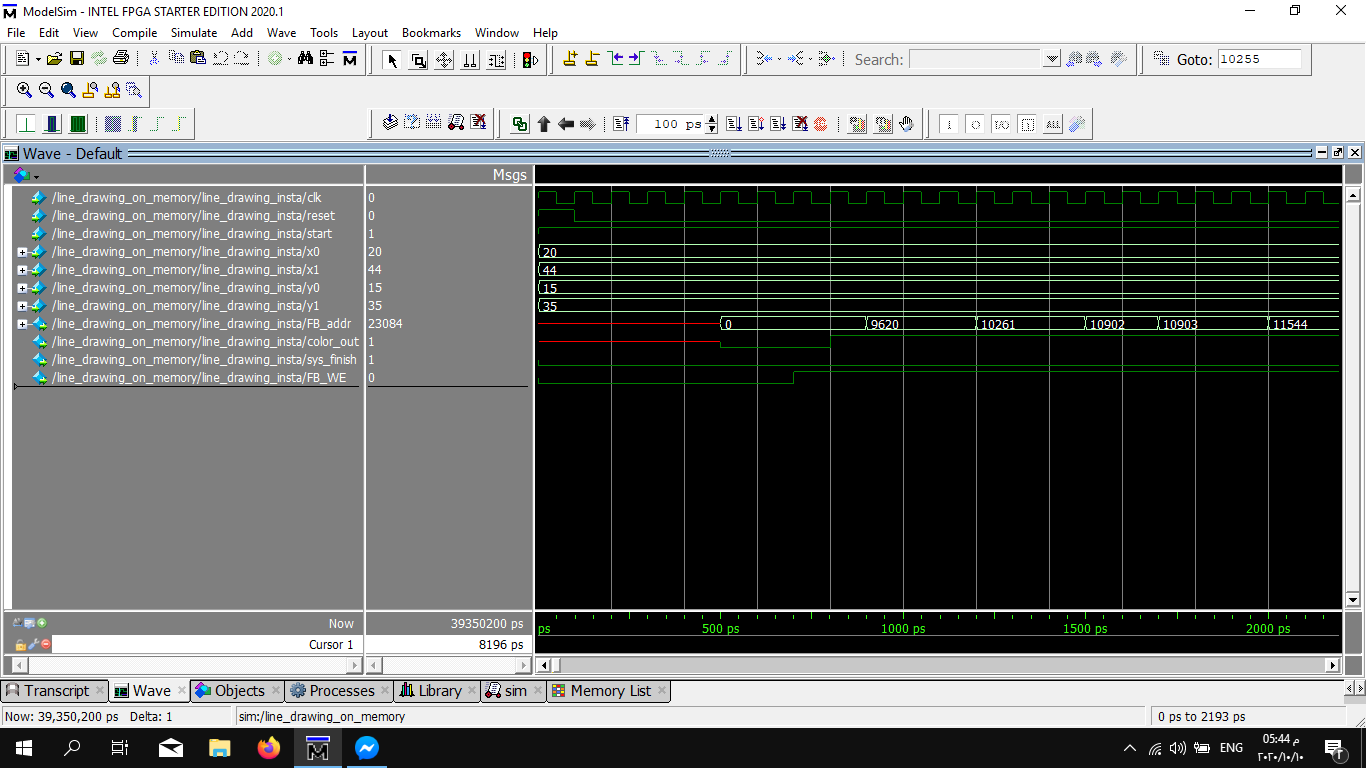 ModelSim - INTEL FPGA STARTER EDITION 2020.1
File Edit View Compile Simulate Add Wave Tools Layout Bookmarks Window Help
Search: Goto: 10255
100 ps
Wave - Default
Msgs
/line_drawing_on_memory/line_drawing_insta/clk 0
/line_drawing_on_memory/line_drawing_insta/reset 0
/line_drawing_on_memory/line_drawing_insta/start 1
/line_drawing_on_memory/line_drawing_insta/x0 20 20
/line_drawing_on_memory/line_drawing_insta/x1 44 44
/line_drawing_on_memory/line_drawing_insta/y0 15 15
/line_drawing_on_memory/line_drawing_insta/y1 35 35
/line_drawing_on_memory/line_drawing_insta/FB_addr 23084 0 9620 10261 10902 10903 11544
/line_drawing_on_memory/line_drawing_insta/color_out 1
/line_drawing_on_memory/line_drawing_insta/sys_finish 1
/line_drawing_on_memory/line_drawing_insta/FB_WE 0
Now 39350200 ps ps 500 ps 1000 ps 1500 ps 2000 ps
Cursor 1 8196 ps
Transcript Wave Objects Processes Library sim Memory List
Now: 39,350,200 ps Delta: 1 sim:/line_drawing_on_memory 0 ps to 2193 ps
ENG 05:44 م
٢٠٢٠/١٠/١٠